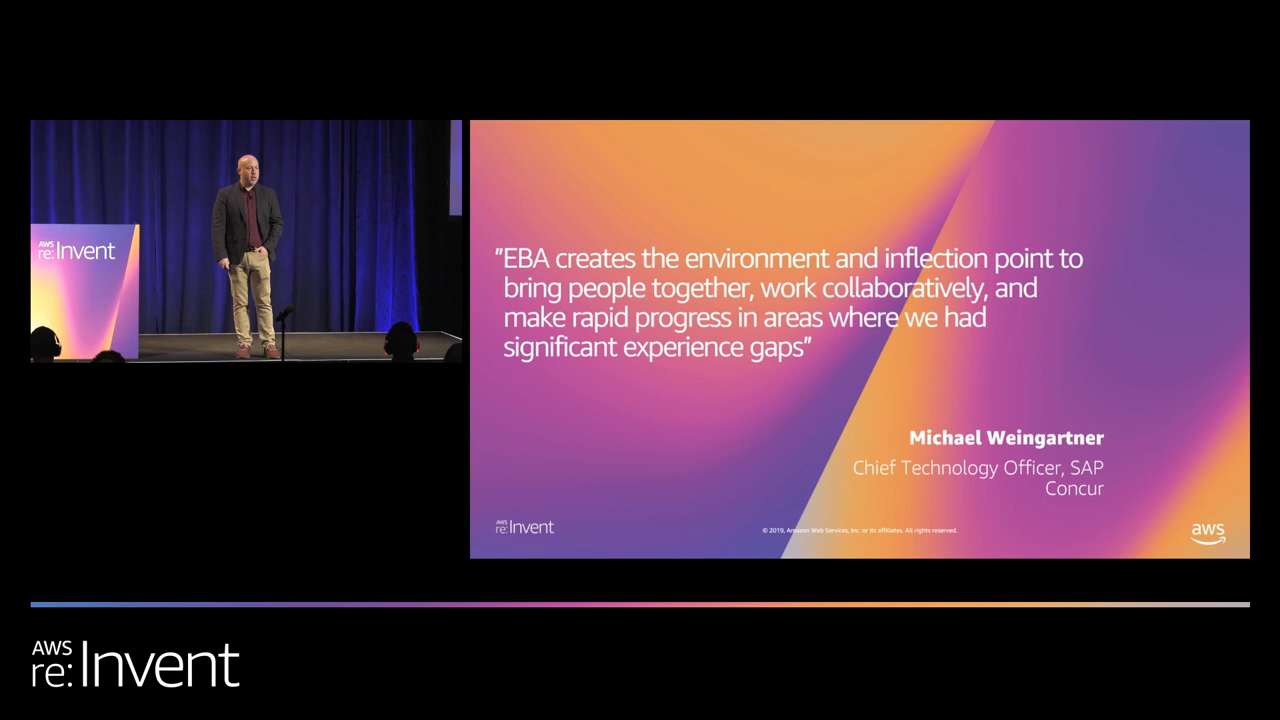 AWS
re:Invent
"EBA creates the environment and inflection point to
bring people together, work collaboratively, and
make rapid progress in areas where we had
significant experience gaps"
Michael Weingartner
Chief Technology Officer, SAP
Concur
AWS
re:Invent
© 2019, Amazon Web Services, Inc. or its affiliates. All rights reserved.
aws
AWS
re:Invent